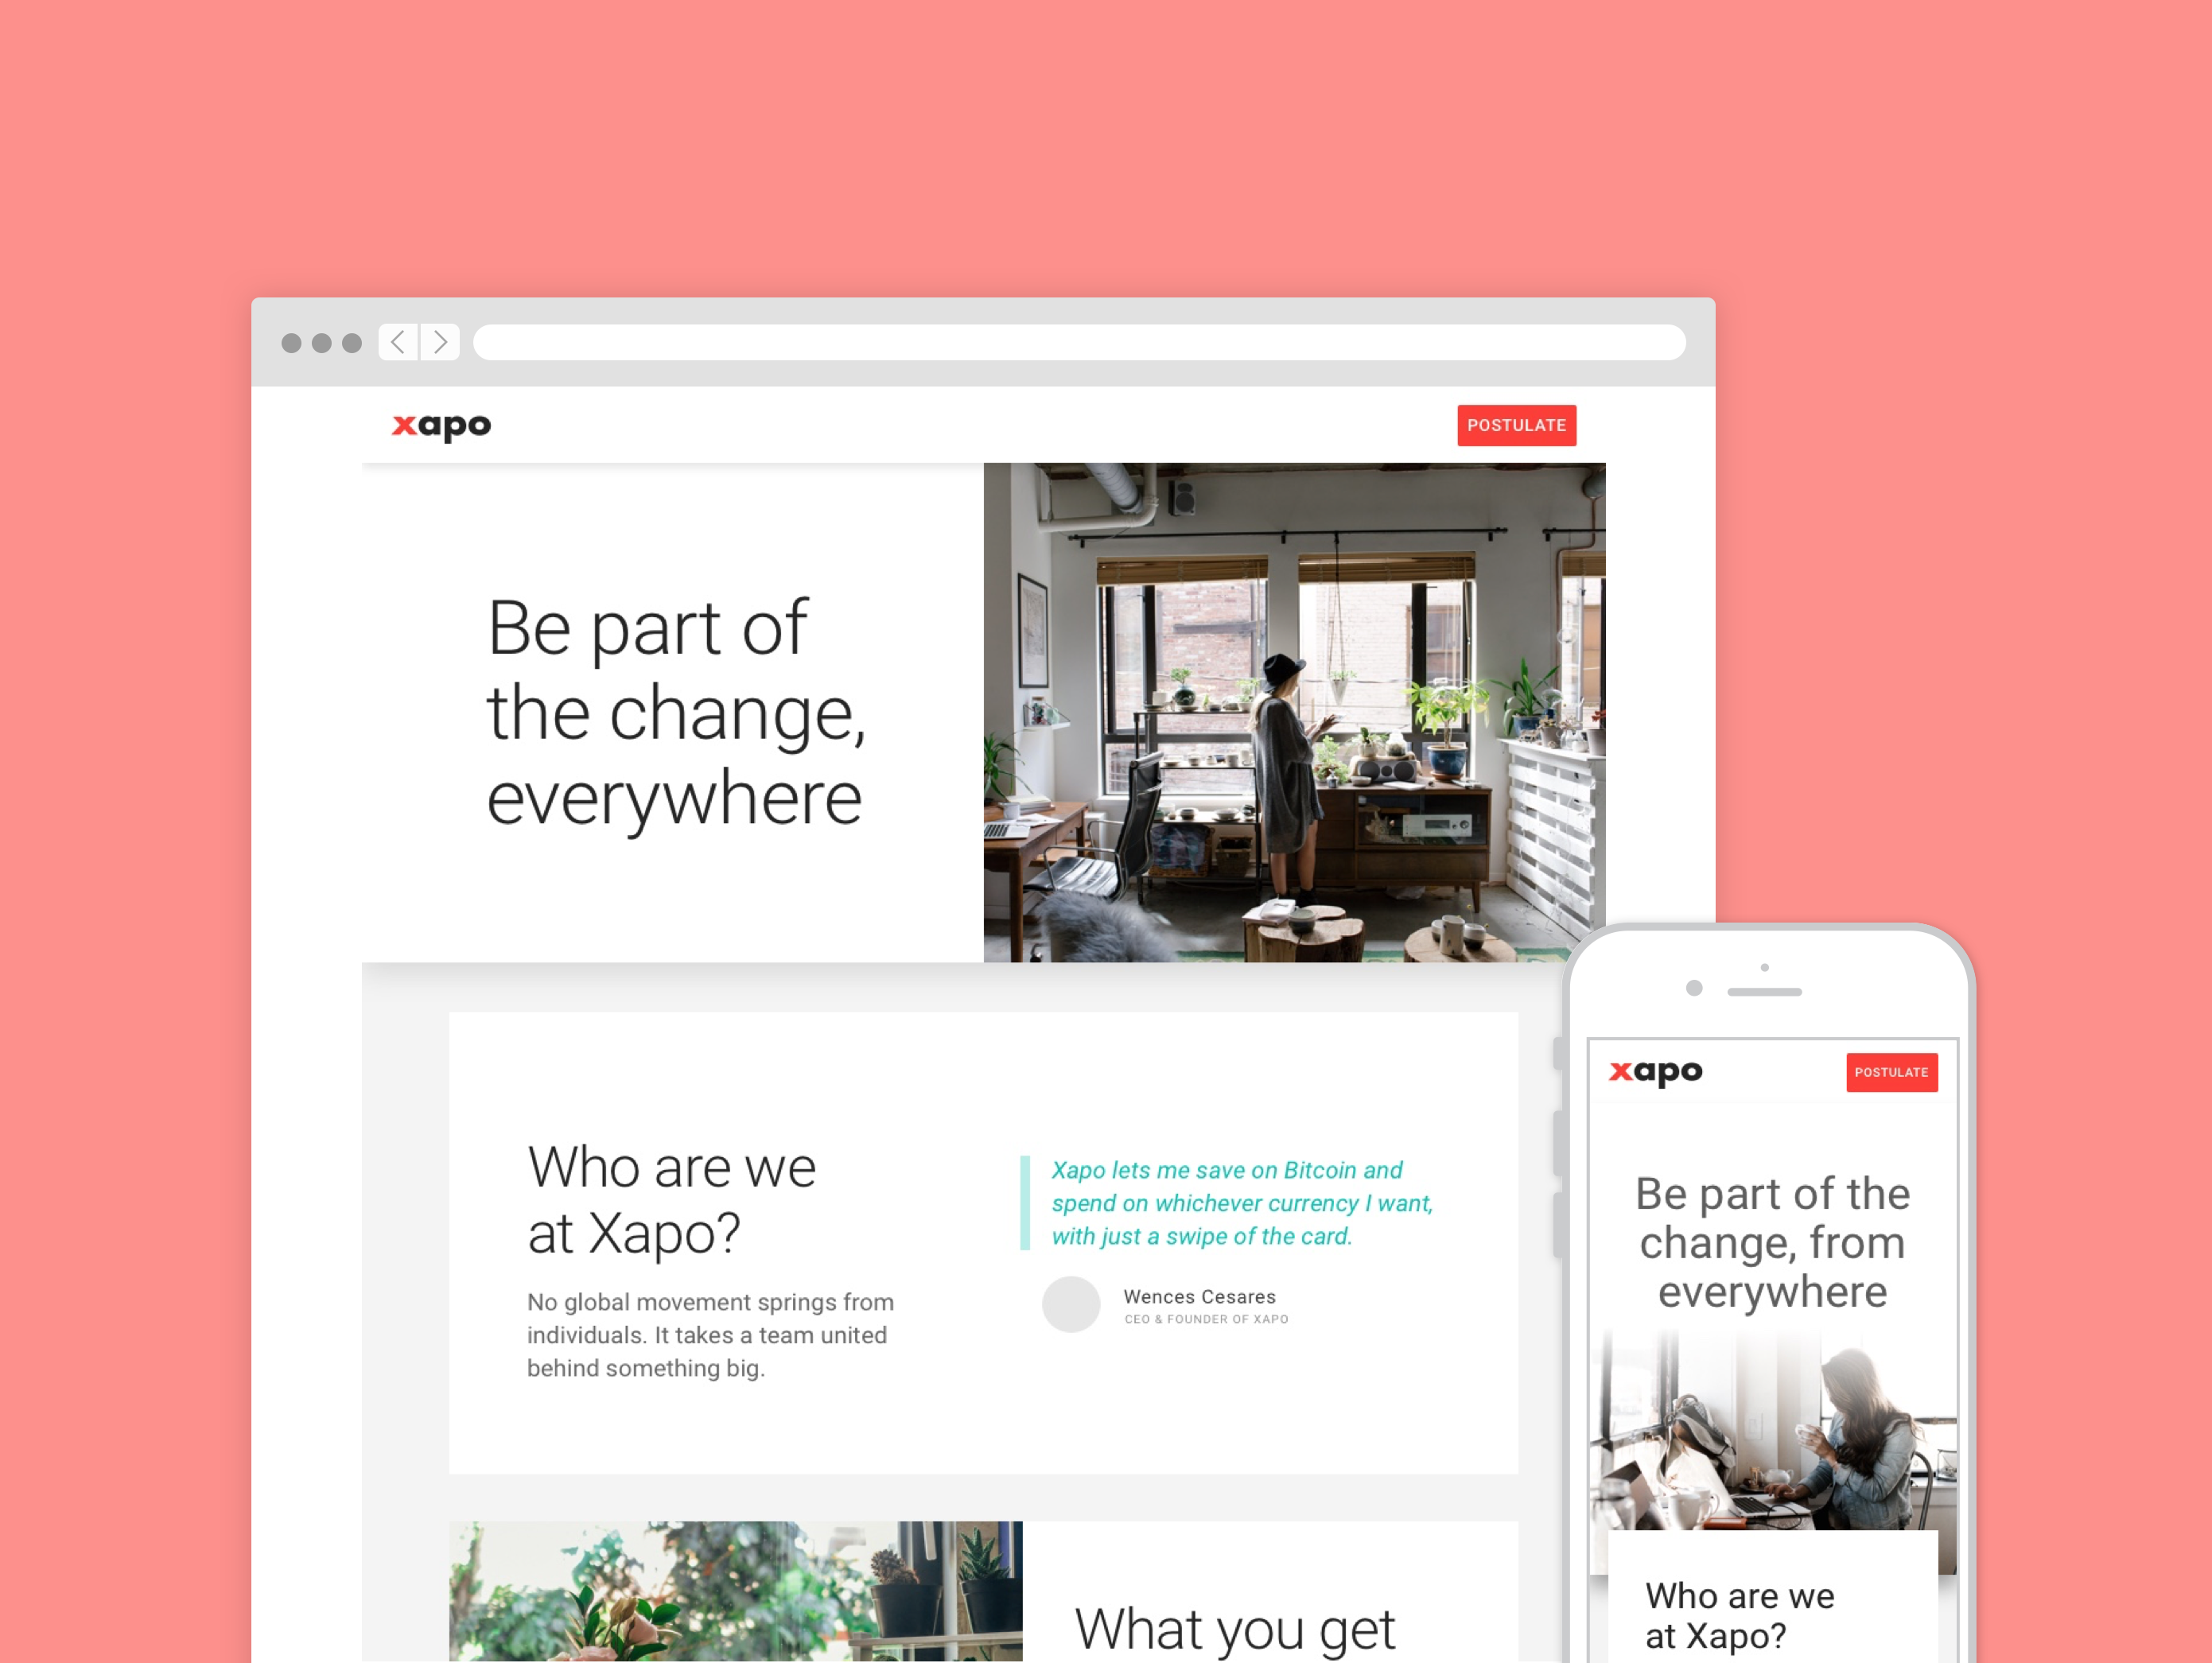 xapo
POSTULATE
Be part of
the change,
everywhere
Who are we
at Xapo?
No global movement springs from
individuals. It takes a team united
behind something big.
Xapo lets me save on Bitcoin and
spend on whichever currency I want,
with just a swipe of the card.
Wences Cesares
CEO & FOUNDER OF XAPO
What you get
xapo
POSTULATE
Be part of the
change, from
everywhere
Who are we
at Xapo?